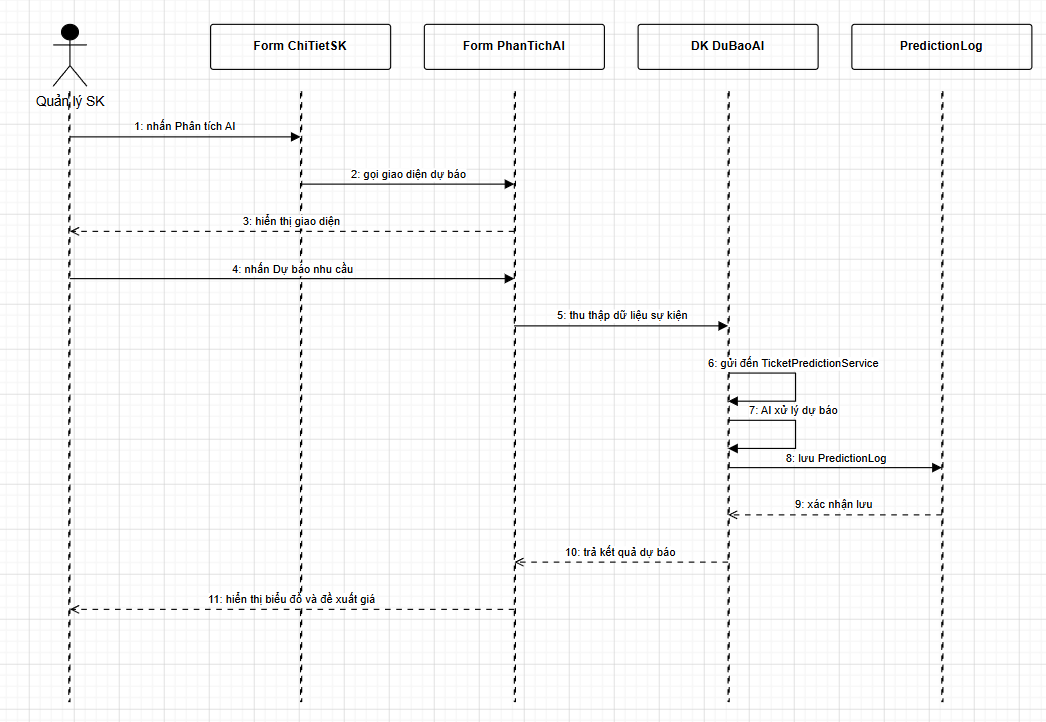 Form ChiTietSK
Form PhanTichAI
DK DuBaoAI
PredictionLog
Quản lý SK
1: nhấn Phân tích AI
2: gọi giao diện dự báo
3: hiển thị giao diện
4: nhấn Dự báo nhu cầu
5: thu thập dữ liệu sự kiện
6: gửi đến TicketPredictionService
7: AI xử lý dự báo
8: lưu PredictionLog
9: xác nhận lưu
10: trả kết quả dự báo
11: hiển thị biểu đồ và đề xuất giá